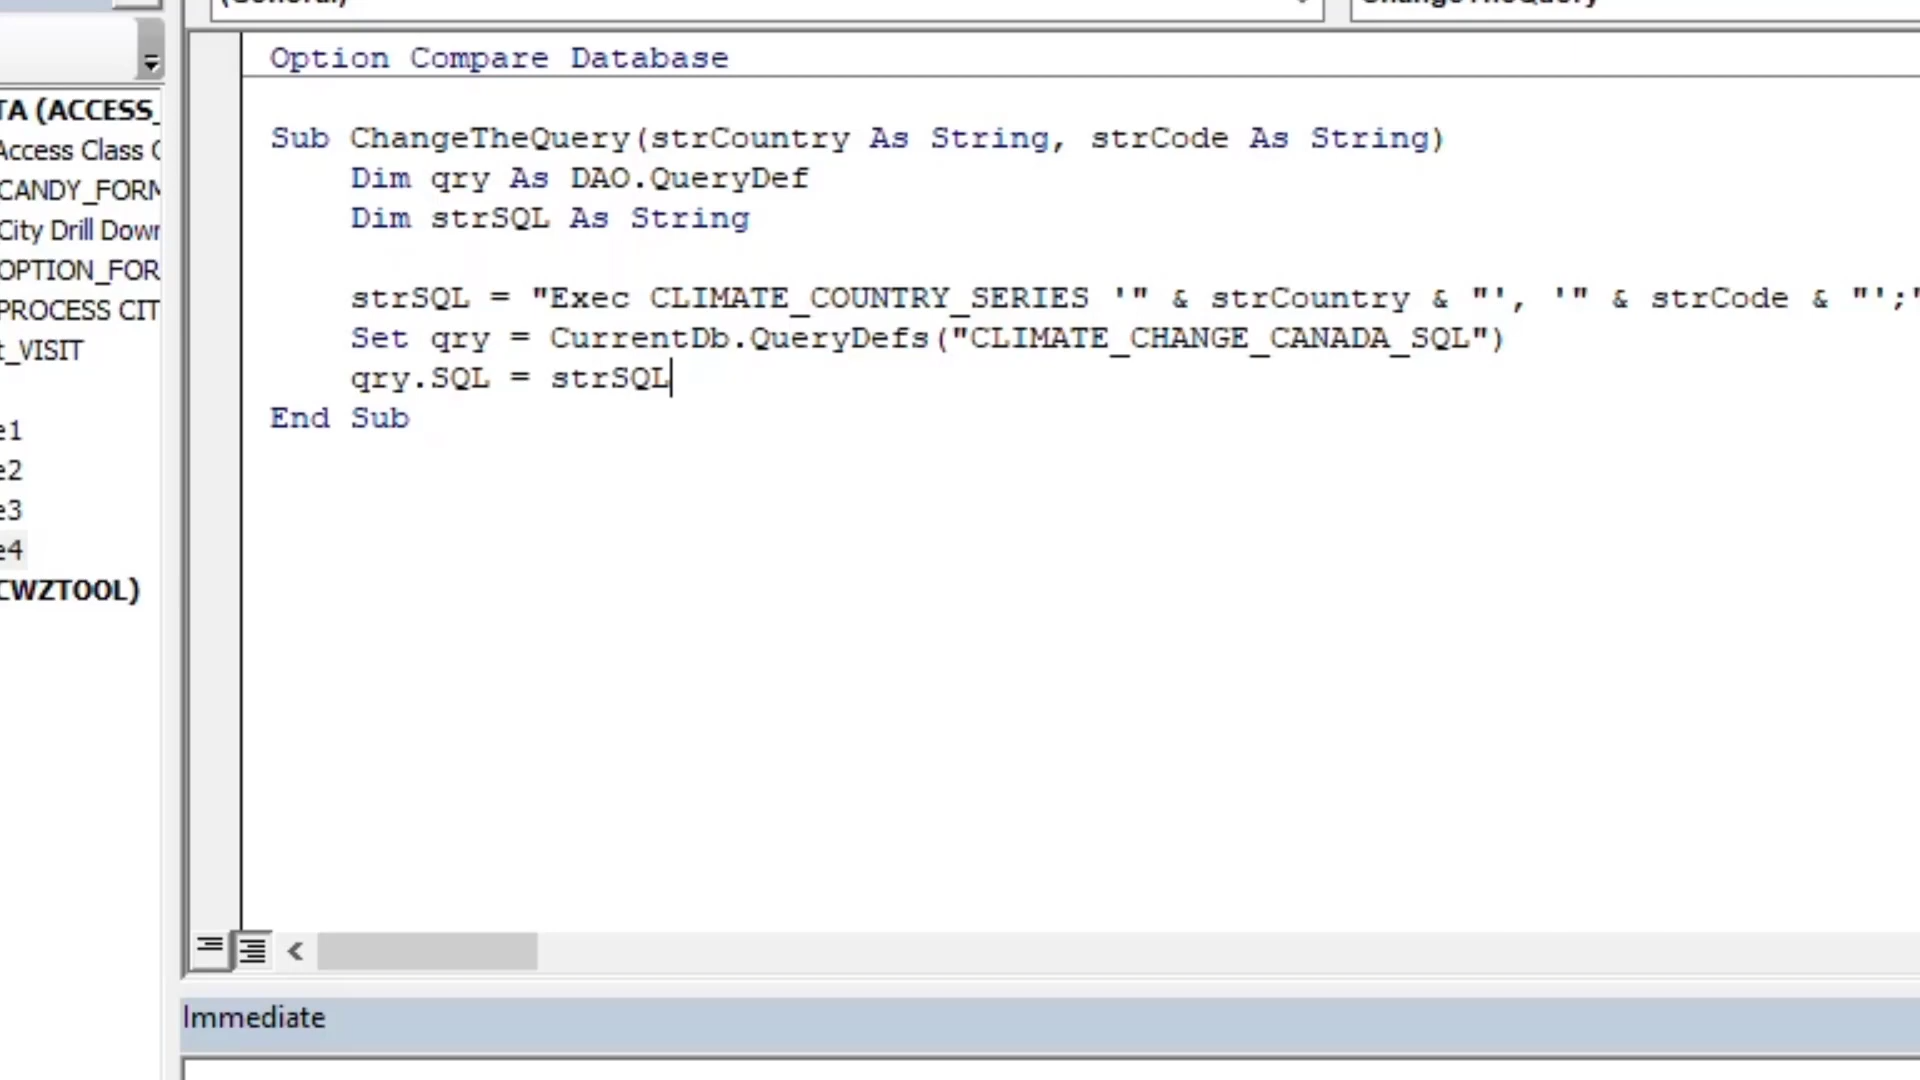 Option Compare Database
Sub ChangeTheQuery(strCountry As String, strCode As String)
Dim qry As DAO.QueryDef
Dim strSQL As String
strSQL = "Exec CLIMATE_COUNTRY_SERIES '" & strCountry & "', '" & strCode & "';"
Set qry = CurrentDb.QueryDefs("CLIMATE_CHANGE_CANADA_SQL")
qry.SQL = strSQL
End Sub
TA (ACCESS_
Access Class C
CANDY_FORM
City Drill Down
OPTION_FOR
PROCESS CIT
t_VISIT
e1
e2
e3
e4
CWZTOOL)
Immediate